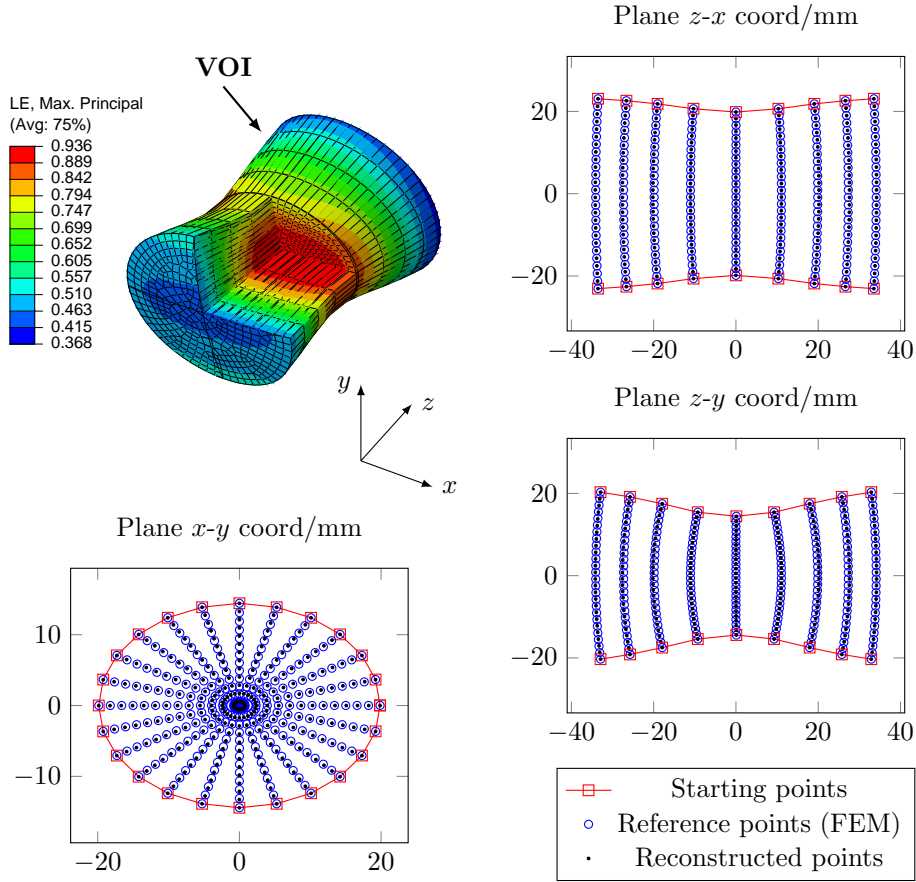 VOI
LE, Max. Principal
(Avg: 75%)
0.936
0.889
0.842
0.794
0.747
0.699
0.652
0.605
0.557
0.510
0.463
0.415
0.368
y
z
x
Plane z-x coord/mm
20
0
−20
−40 −20 0 20 40
Plane z-y coord/mm
20
0
−20
−40 −20 0 20 40
Plane x-y coord/mm
10
0
−10
−20 0 20
Starting points
Reference points (FEM)
Reconstructed points